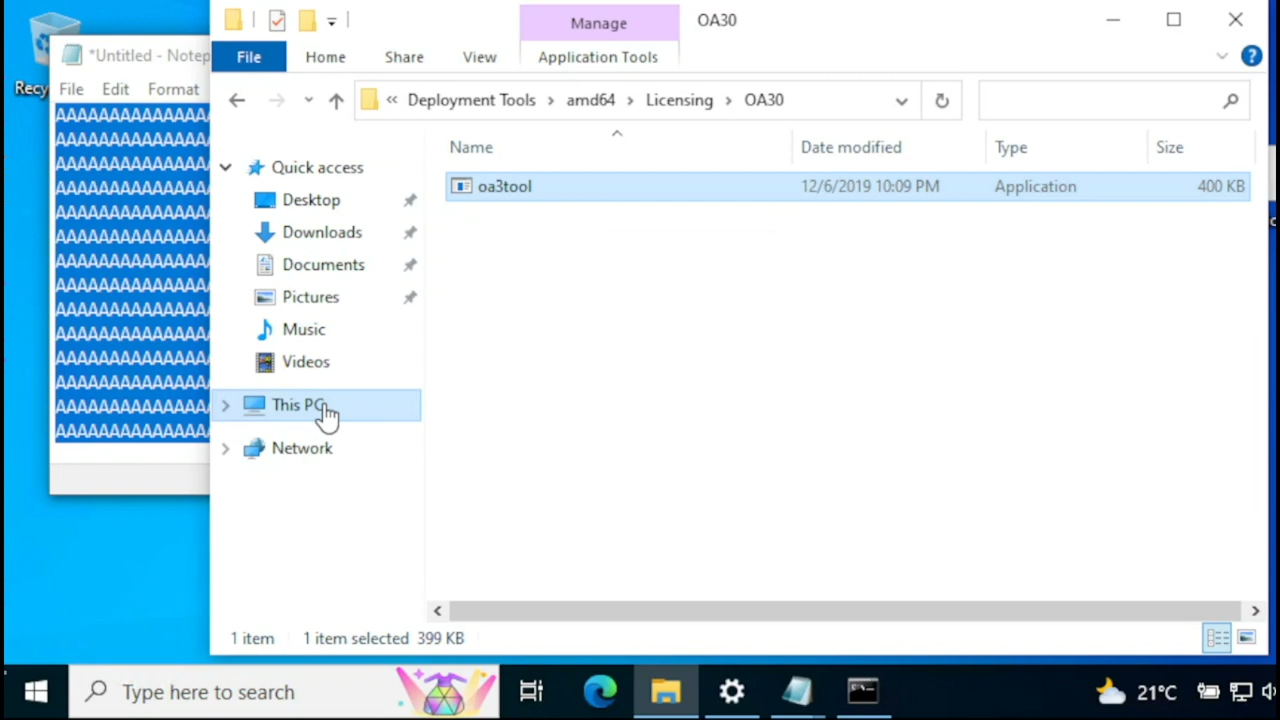 Recy
*Untitled - Notep
File Edit Format
AAAAAAAAAAAAAA
AAAAAAAAAAAAAA
AAAAAAAAAAAAAA
AAAAAAAAAAAAAA
AAAAAAAAAAAAAA
AAAAAAAAAAAAAA
AAAAAAAAAAAAAA
AAAAAAAAAAAAAA
AAAAAAAAAAAAAA
AAAAAAAAAAAAAA
AAAAAAAAAAAAAA
AAAAAAAAAAAAAA
AAAAAAAAAAAAAA
AAAAAAAAAAAAAA
Manage OA30
File Home Share View Application Tools
« Deployment Tools > amd64 > Licensing > OA30
Name Date modified Type Size
oa3tool 12/6/2019 10:09 PM Application 400 KB
Quick access
Desktop
Downloads
Documents
Pictures
Music
Videos
This PC
Network
1 item 1 item selected 399 KB
Type here to search
21°C